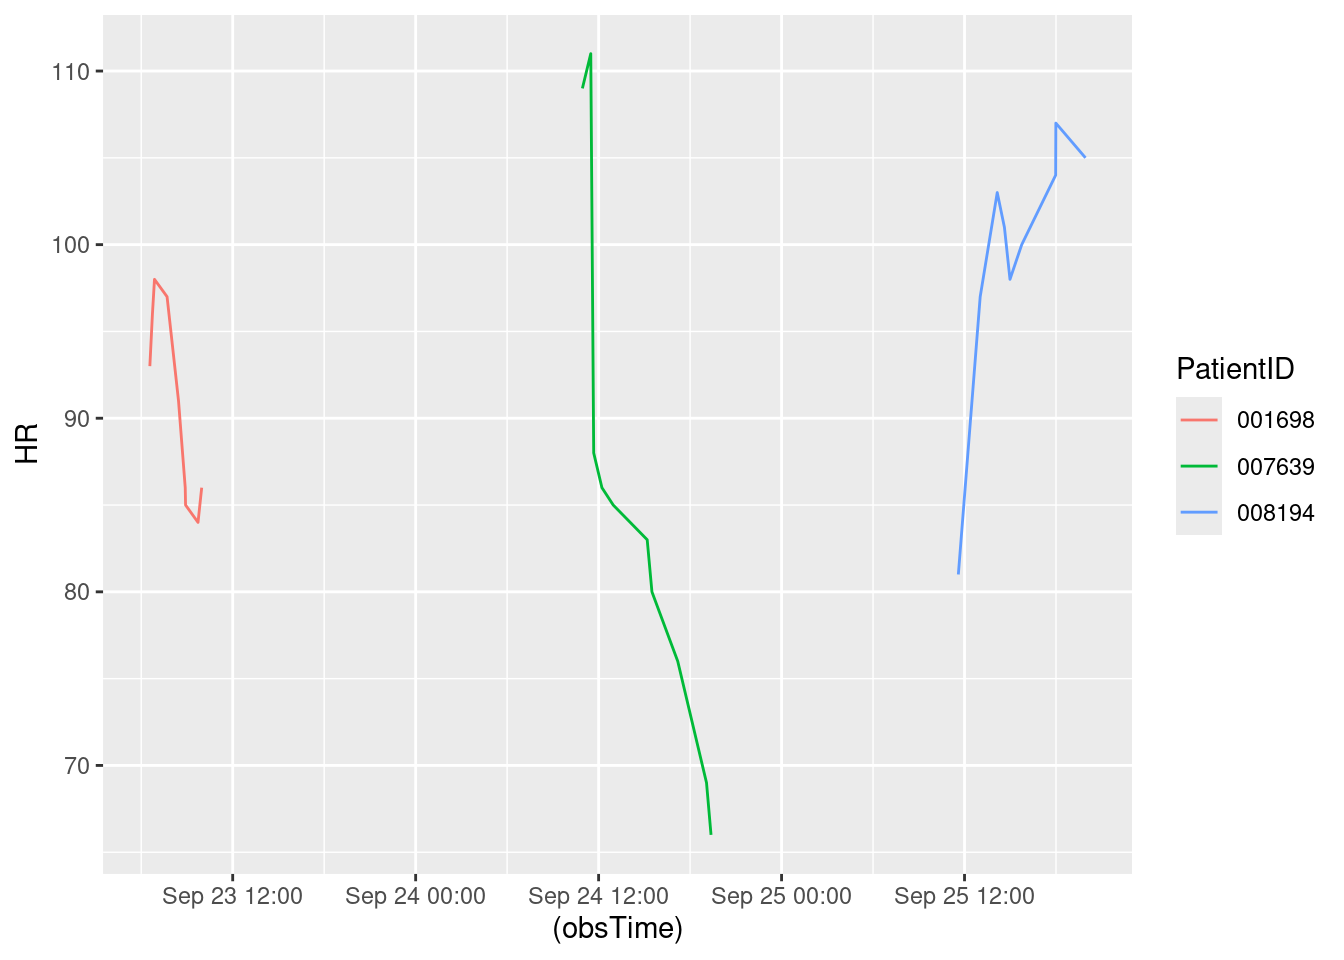 110
100
90
80
70
HR
Sep 23 12:00
Sep 24 00:00
Sep 24 12:00
Sep 25 00:00
Sep 25 12:00
(obsTime)
PatientID
001698
007639
008194